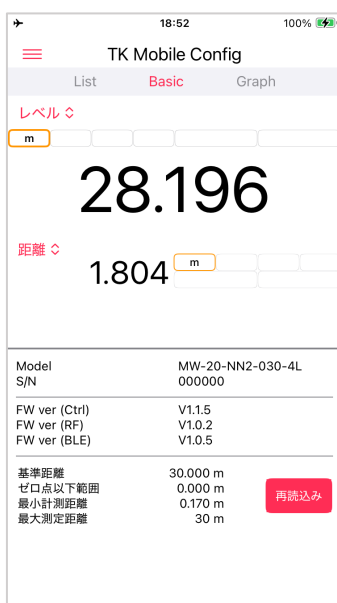 18:52 100%
TK Mobile Config
List Basic Graph
レベル
m
28.196
距離
1.804 m
Model MW-20-NN2-030-4L
S/N 000000
FW ver (Ctrl) V1.1.5
FW ver (RF) V1.0.2
FW ver (BLE) V1.0.5
基準距離 30.000 m
ゼロ点以下範囲 0.000 m
最小計測距離 0.170 m
最大測定距離 30 m
再読込み